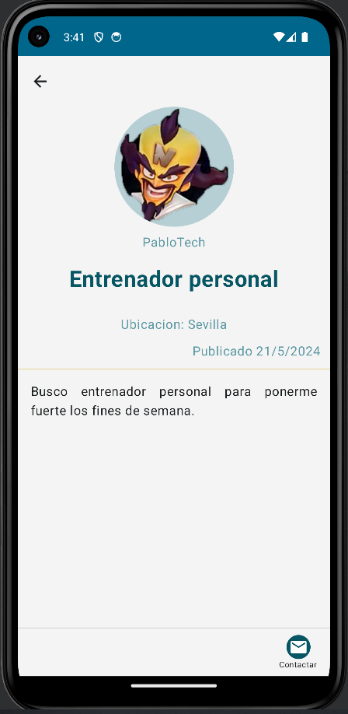 3:41
N
PabloTech
Entrenador personal
Ubicacion: Sevilla
Publicado 21/5/2024
Busco entrenador personal para ponerme
fuerte los fines de semana.
Contactar